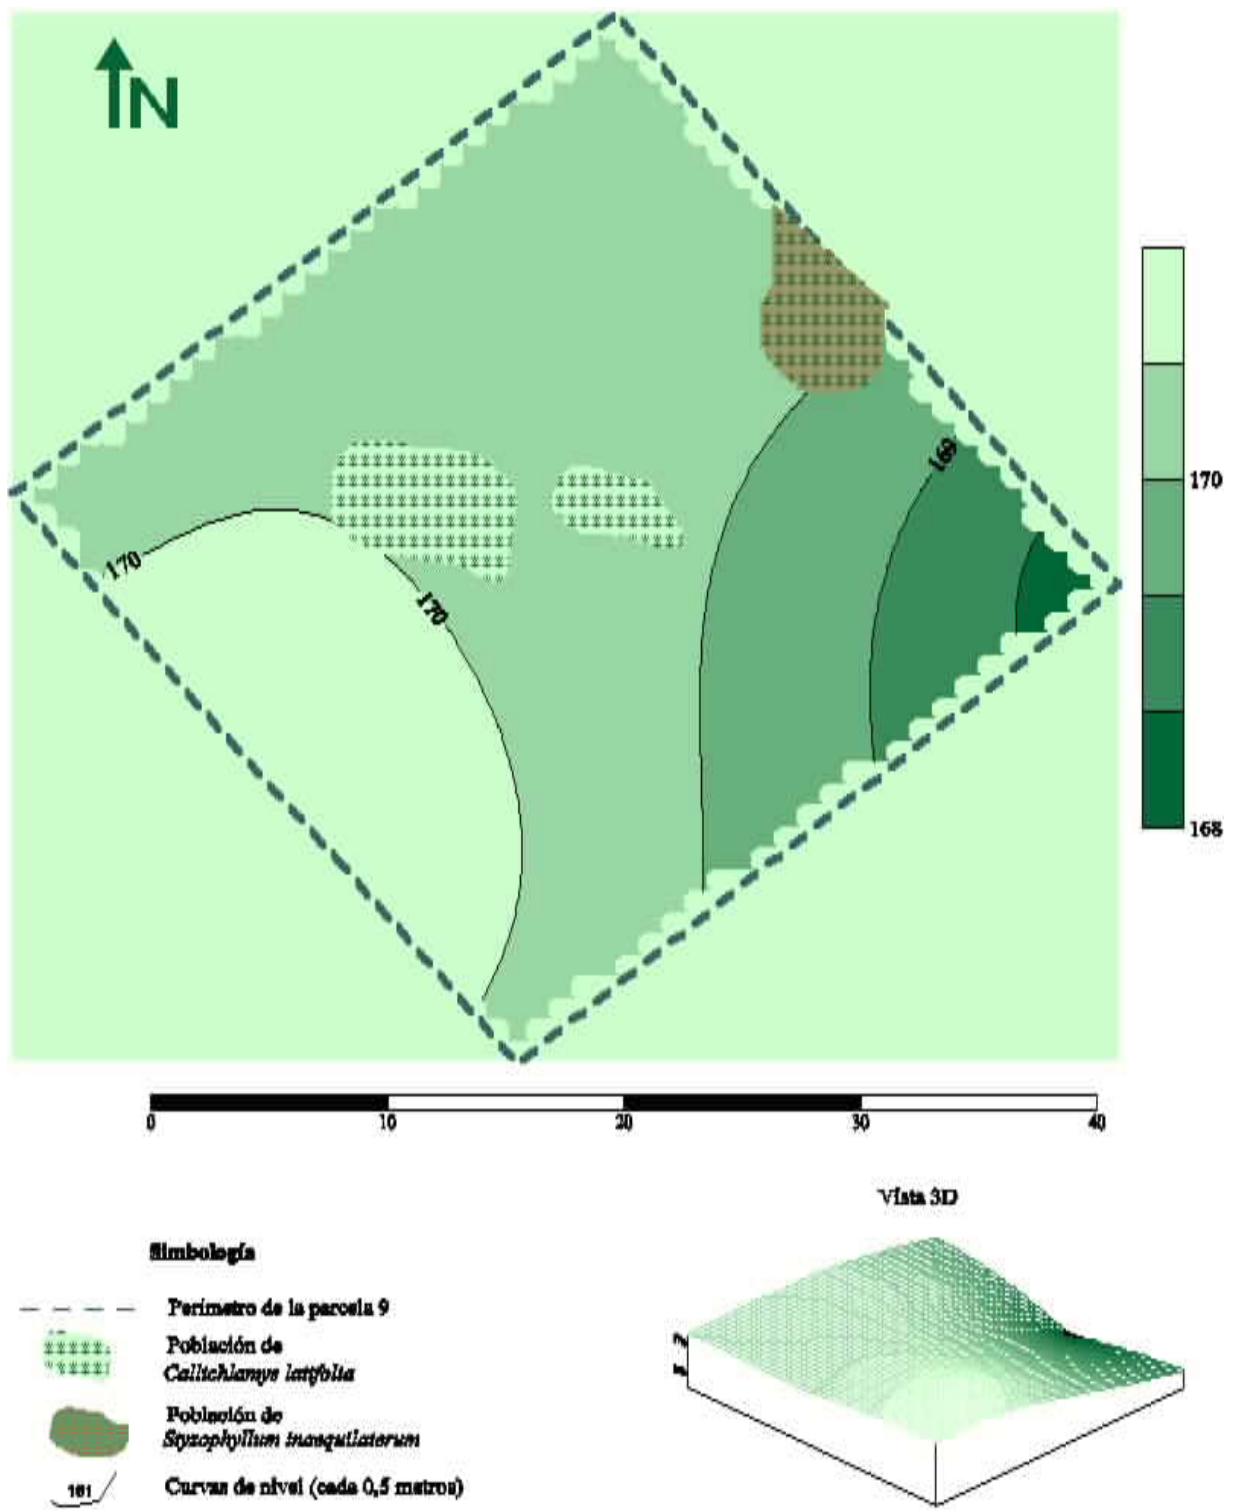 N
170
169
170
170
168
0 10 20 30 40
Vista 3D
Simbología
Perímetro de la parcela 9
Población de
Callichlamys latifolia
Población de
Styzophyllum inaequilaterum
161
Curvas de nivel (cada 0,5 metros)